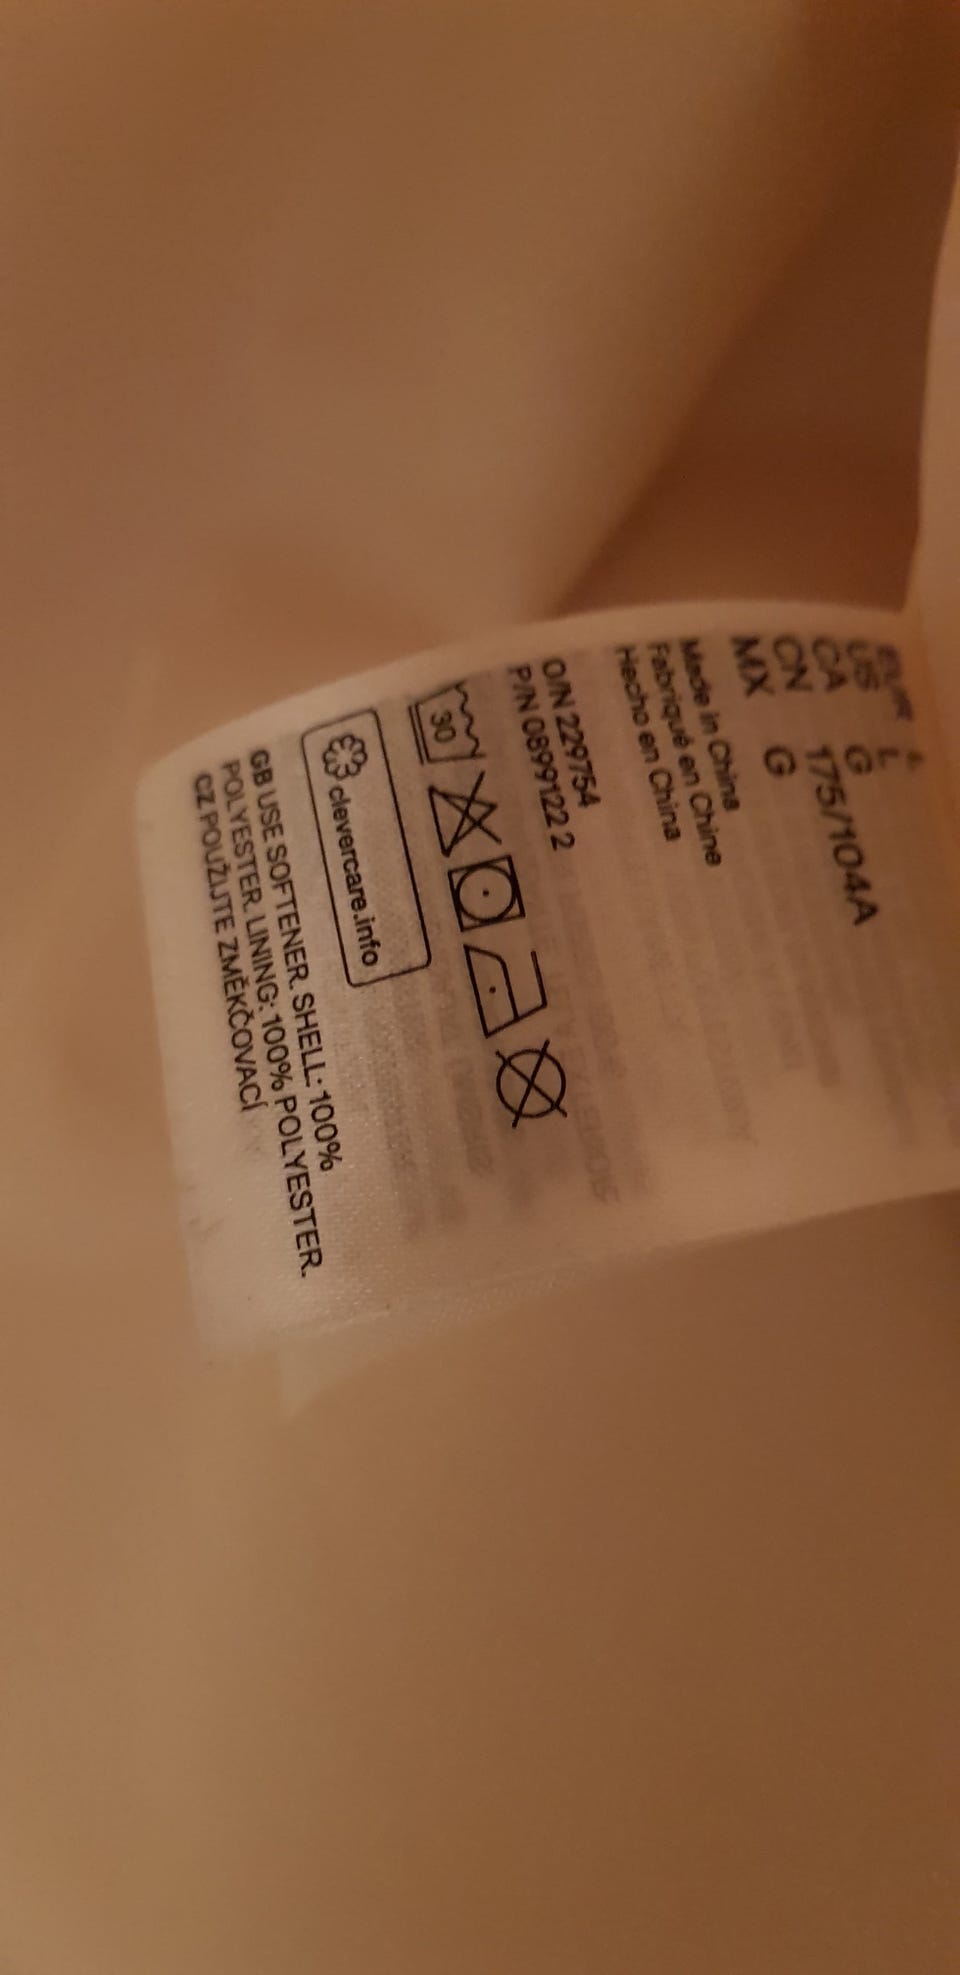 EUR L
US L
CA G
CN 175/104A
MX G
Made in China
Fabriqué en Chine
Hecho en China
O/N 229754
P/N 0899122 2
30
clevercare.info
GB USE SOFTENER. SHELL: 100%
POLYESTER. LINING: 100% POLYESTER.
CZ POUŽIJTE ZMĚKČOVACÍ